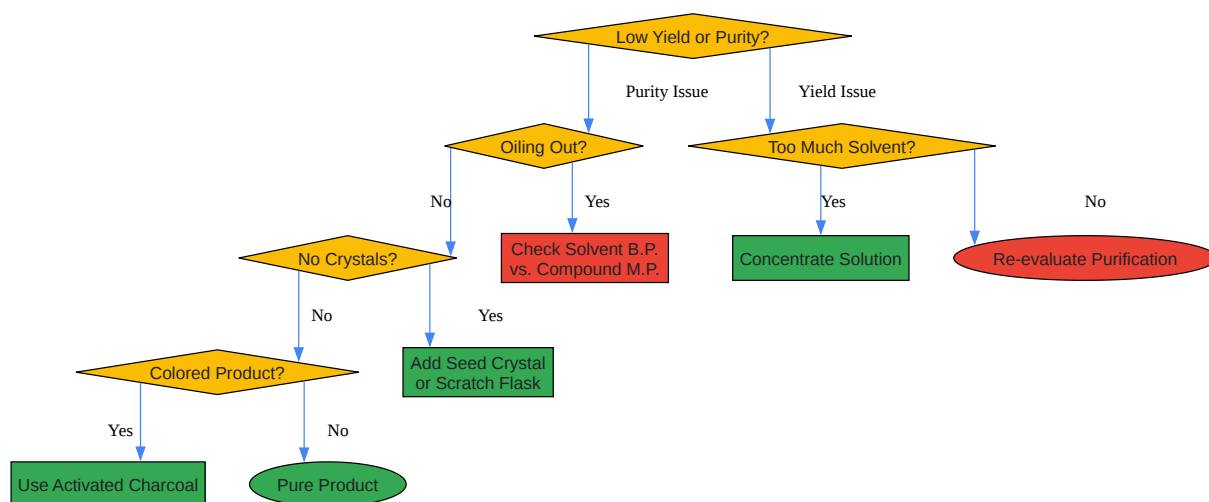 Low Yield or Purity?
Purity Issue
Yield Issue
Oiling Out?
Too Much Solvent?
No
Yes
Yes
No
No Crystals?
Check Solvent B.P.
vs. Compound M.P.
Concentrate Solution
Re-evaluate Purification
No
Yes
Colored Product?
Add Seed Crystal
or Scratch Flask
Yes
No
Use Activated Charcoal
Pure Product